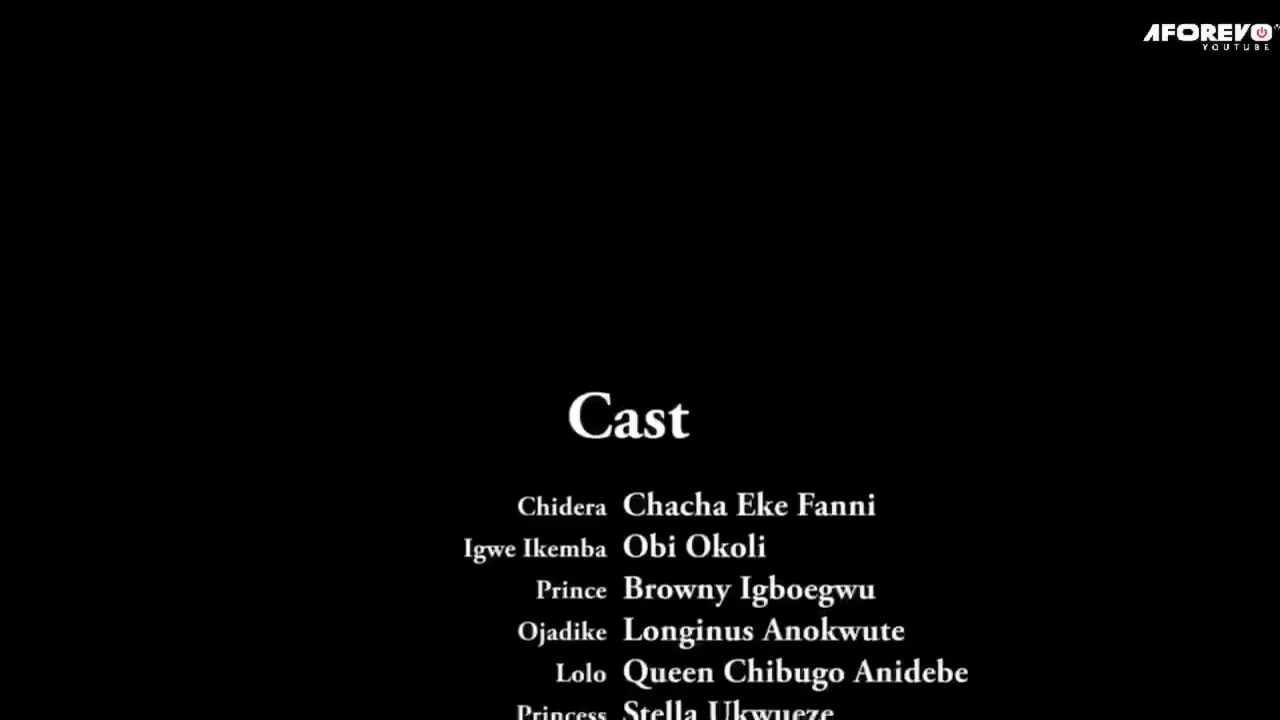 AFOREVO
YOUTUBE
Cast
Chidera Chacha Eke Fanni
Igwe Ikemba Obi Okoli
Prince Browny Igboegwu
Ojadike Longinus Anokwute
Lolo Queen Chibugo Anidebe
Princess Stella Ukwueze